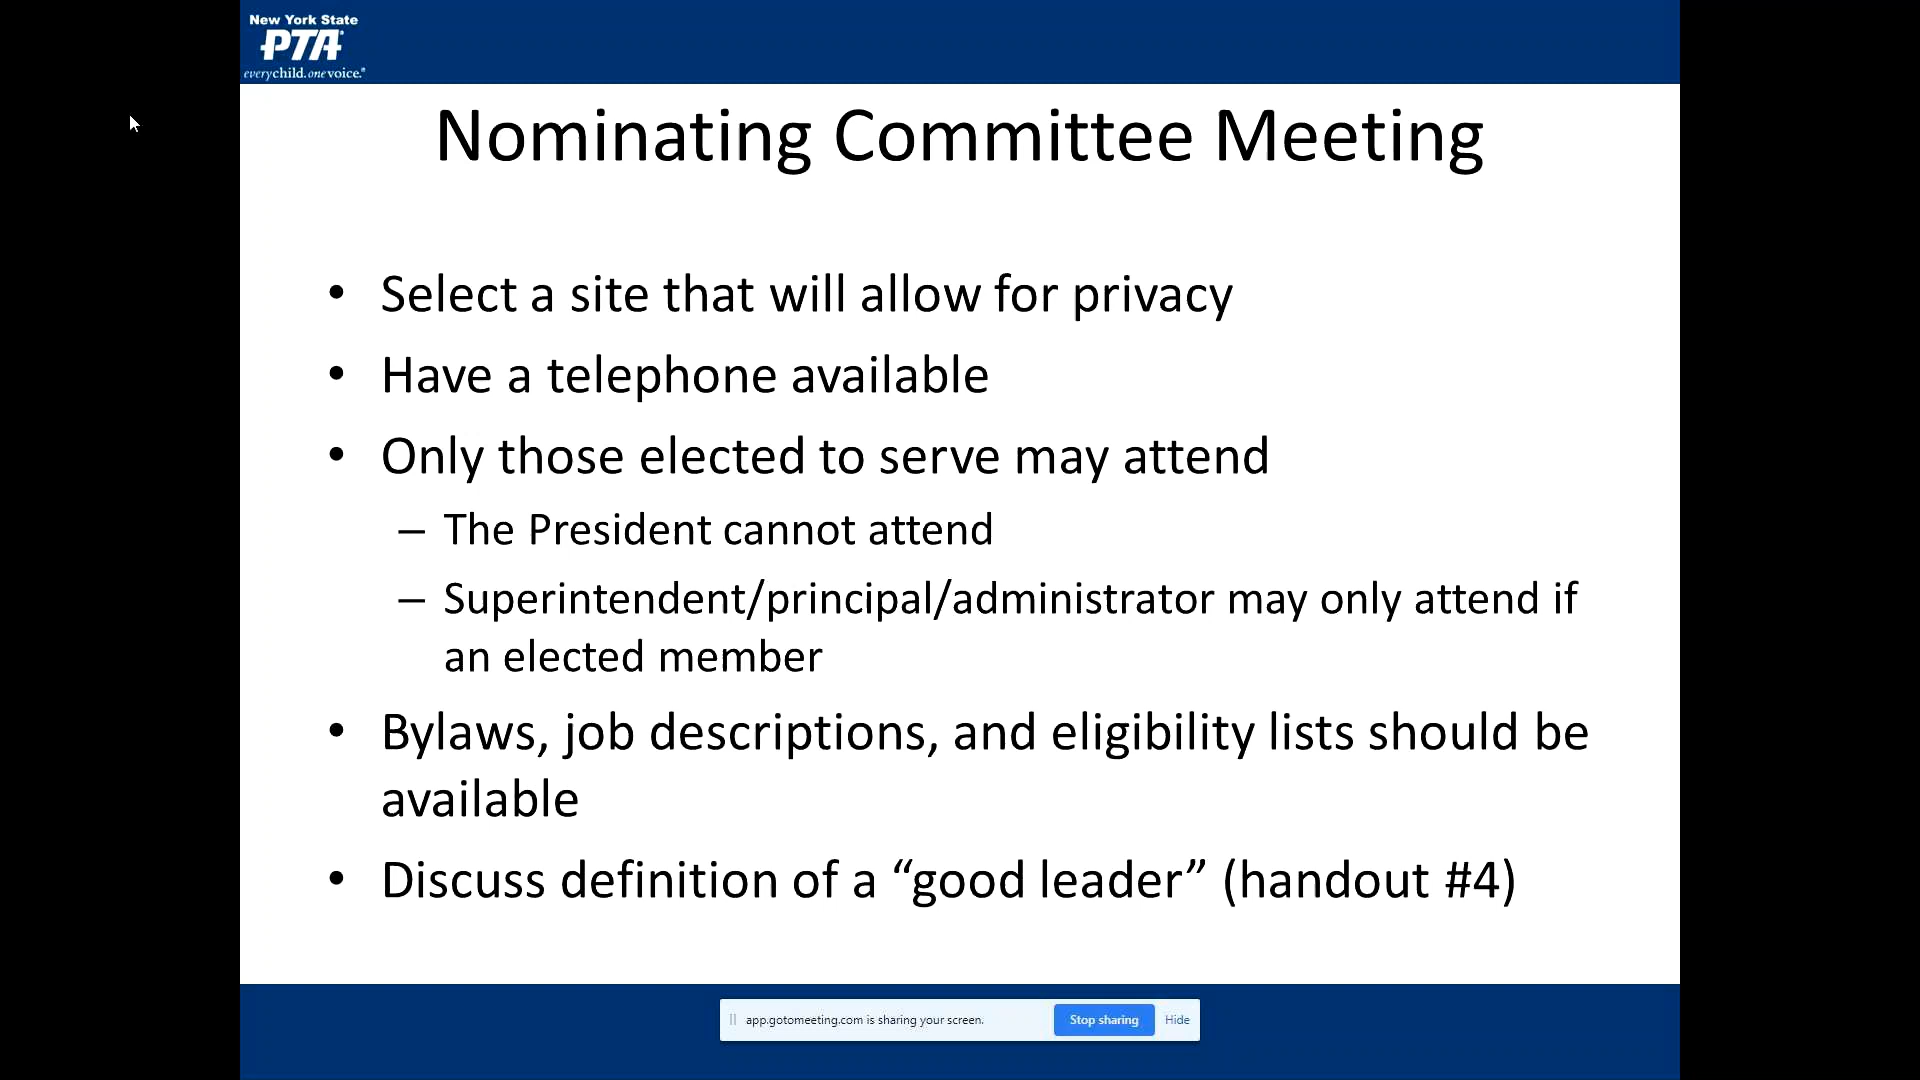 New York State
PTA
everychild.onevoice.®
Nominating Committee Meeting
• Select a site that will allow for privacy
• Have a telephone available
• Only those elected to serve may attend
– The President cannot attend
– Superintendent/principal/administrator may only attend if
an elected member
• Bylaws, job descriptions, and eligibility lists should be
available
• Discuss definition of a “good leader” (handout #4)
app.gotomeeting.com is sharing your screen. Stop sharing Hide